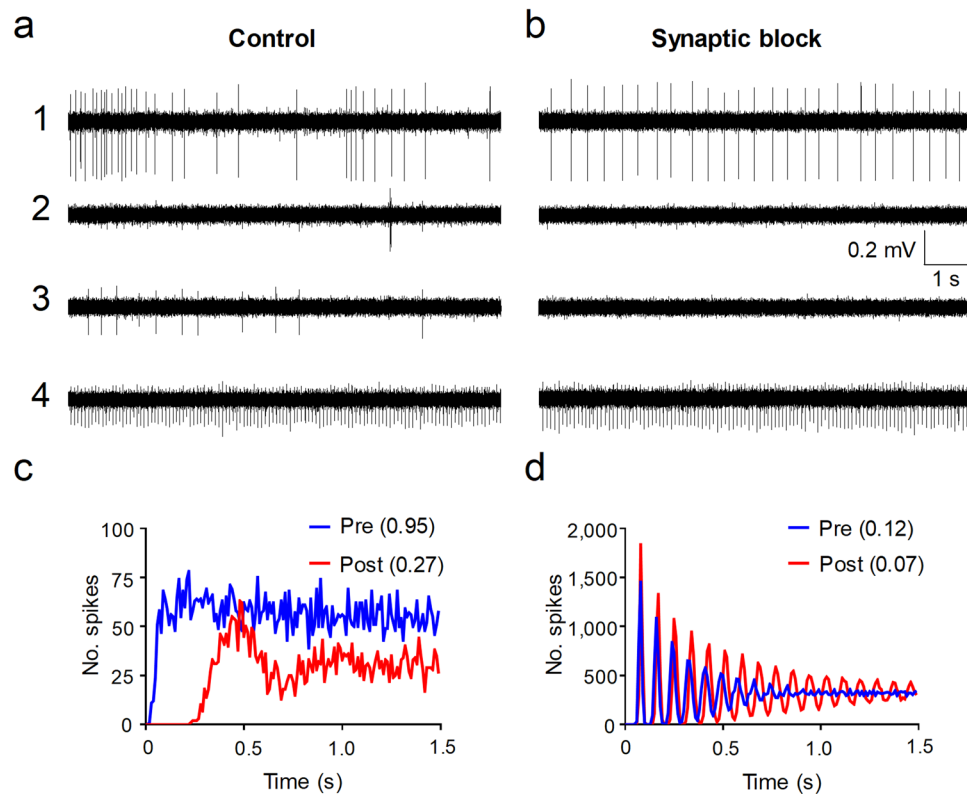 a
Control
b
Synaptic block
1
2
0.2 mV
1 s
3
4
c
d
100
75
50
25
0
No. spikes
Pre (0.95)
Post (0.27)
0
0.5
1.0
1.5
Time (s)
2,000
1,500
1,000
500
0
No. spikes
Pre (0.12)
Post (0.07)
0
0.5
1.0
1.5
Time (s)